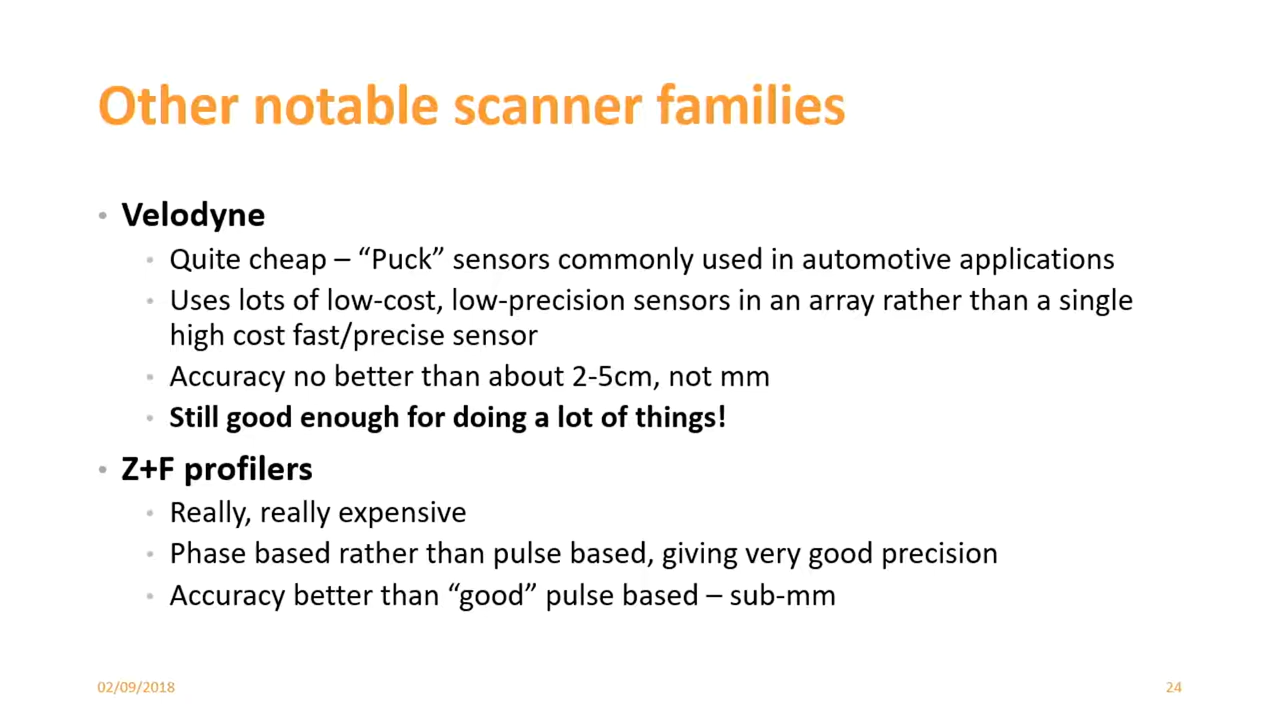 Other notable scanner families
• Velodyne
• Quite cheap – “Puck” sensors commonly used in automotive applications
• Uses lots of low-cost, low-precision sensors in an array rather than a single
high cost fast/precise sensor
• Accuracy no better than about 2-5cm, not mm
• Still good enough for doing a lot of things!
• Z+F profilers
• Really, really expensive
• Phase based rather than pulse based, giving very good precision
• Accuracy better than “good” pulse based – sub-mm
02/09/2018
24